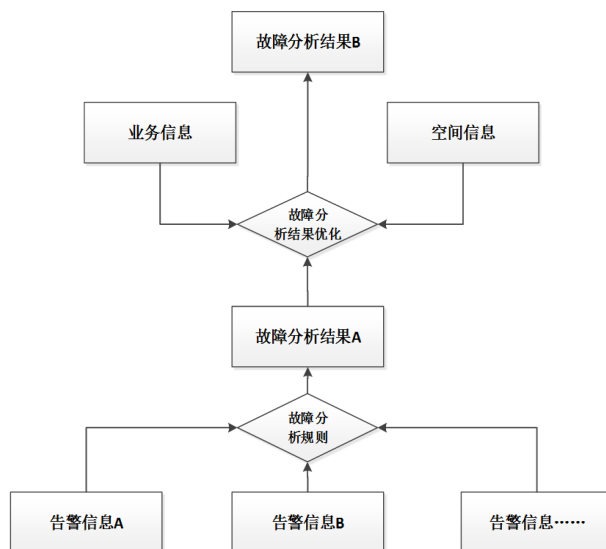 故障分析结果B
业务信息
空间信息
故障分
析结果优化
故障分析结果A
故障分
析规则
告警信息A
告警信息B
告警信息……